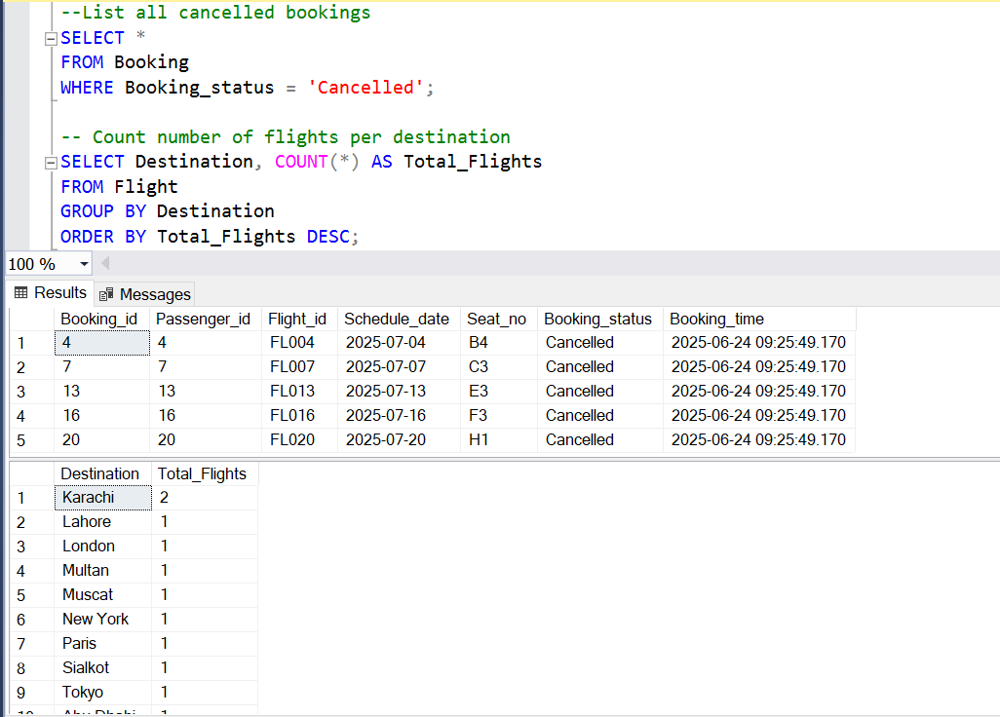 --List all cancelled bookings
SELECT *
FROM Booking
WHERE Booking_status = 'Cancelled';
-- Count number of flights per destination
SELECT Destination, COUNT(*) AS Total_Flights
FROM Flight
GROUP BY Destination
ORDER BY Total_Flights DESC;
100 %
Results Messages
Booking_id Passenger_id Flight_id Schedule_date Seat_no Booking_status Booking_time
1 4 4 FL004 2025-07-04 B4 Cancelled 2025-06-24 09:25:49.170
2 7 7 FL007 2025-07-07 C3 Cancelled 2025-06-24 09:25:49.170
3 13 13 FL013 2025-07-13 E3 Cancelled 2025-06-24 09:25:49.170
4 16 16 FL016 2025-07-16 F3 Cancelled 2025-06-24 09:25:49.170
5 20 20 FL020 2025-07-20 H1 Cancelled 2025-06-24 09:25:49.170
Destination Total_Flights
1 Karachi 2
2 Lahore 1
3 London 1
4 Multan 1
5 Muscat 1
6 New York 1
7 Paris 1
8 Sialkot 1
9 Tokyo 1
10 Abu Dhabi 1